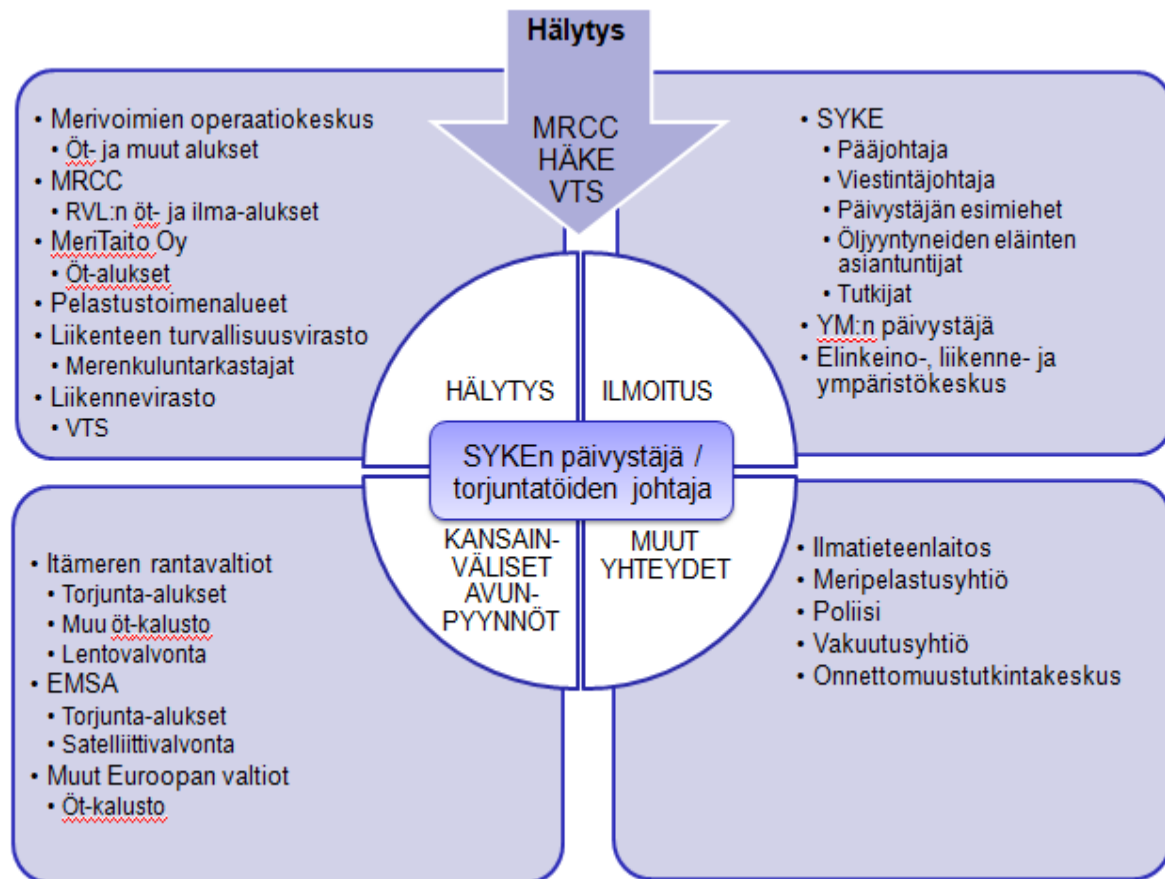 Hälytys
MRCC
HÄKE
VTS
• Merivoimien operaatiokeskus
• Öt- ja muut alukset
• MRCC
• RVL:n öt- ja ilma-alukset
• MeriTaito Oy
• Öt-alukset
• Pelastustoimenalueet
• Liikenteen turvallisuusvirasto
• Merenkuluntarkastajat
• Liikennevirasto
• VTS
• SYKE
• Pääjohtaja
• Viestintäjohtaja
• Päivystäjän esimiehet
• Öljyyntyneiden eläinten
asiantuntijat
• Tutkijat
• YM:n päivystäjä
• Elinkeino-, liikenne- ja
ympäristökeskus
HÄLYTYS
ILMOITUS
SYKEn päivystäjä /
torjuntatöiden johtaja
KANSAIN-
VÄLISET
AVUN-
PYYNNÖT
MUUT
YHTEYDET
• Itämeren rantavaltiot
• Torjunta-alukset
• Muu öt-kalusto
• Lentovalvonta
• EMSA
• Torjunta-alukset
• Satelliittivalvonta
• Muut Euroopan valtiot
• Öt-kalusto
• Ilmatieteenlaitos
• Meripelastusyhtiö
• Poliisi
• Vakuutusyhtiö
• Onnettomuustutkintakeskus